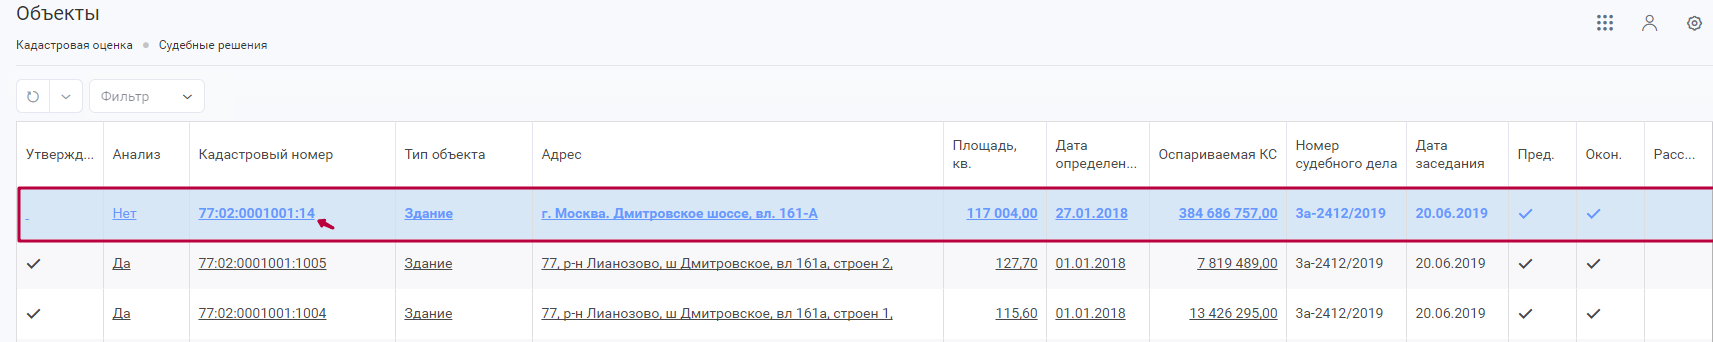 Объекты
Кадастровая оценка Судебные решения
Фильтр
Утвержд... Анализ Кадастровый номер Тип объекта Адрес Площадь, кв. Дата определен... Оспариваемая КС Номер судебного дела Дата заседания Пред. Окон. Расс...
Нет 77:02:0001001:14 Здание г. Москва. Дмитровское шоссе, вл. 161-А 117 004,00 27.01.2018 384 686 757,00 3а-2412/2019 20.06.2019
Да 77:02:0001001:1005 Здание 77, р-н Лианозово, ш Дмитровское, вл 161а, строен 2, 127,70 01.01.2018 7 819 489,00 3а-2412/2019 20.06.2019
Да 77:02:0001001:1004 Здание 77, р-н Лианозово, ш Дмитровское, вл 161а, строен 1, 115,60 01.01.2018 13 426 295,00 3а-2412/2019 20.06.2019